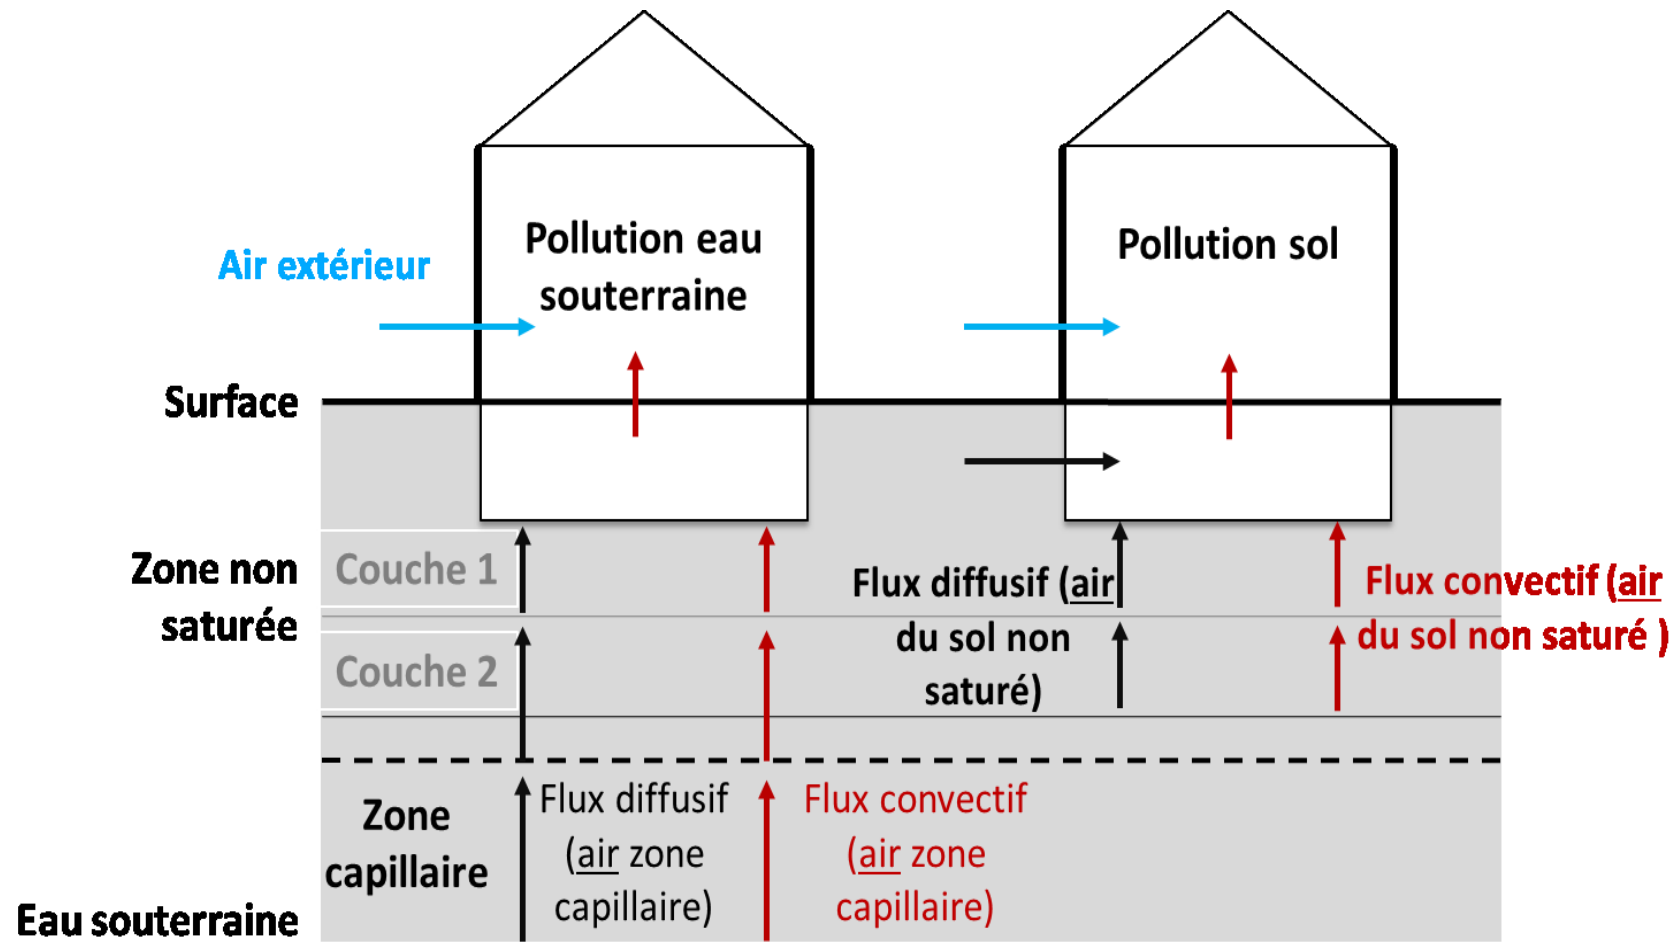 Pollution eau
souterraine
Pollution sol
Air extérieur
Surface
Zone non
saturée
Couche 1
Couche 2
Flux diffusif (air
du sol non
saturé)
Flux convectif (air
du sol non saturé )
Zone
capillaire
Flux diffusif
(air zone
capillaire)
Flux convectif
(air zone
capillaire)
Eau souterraine